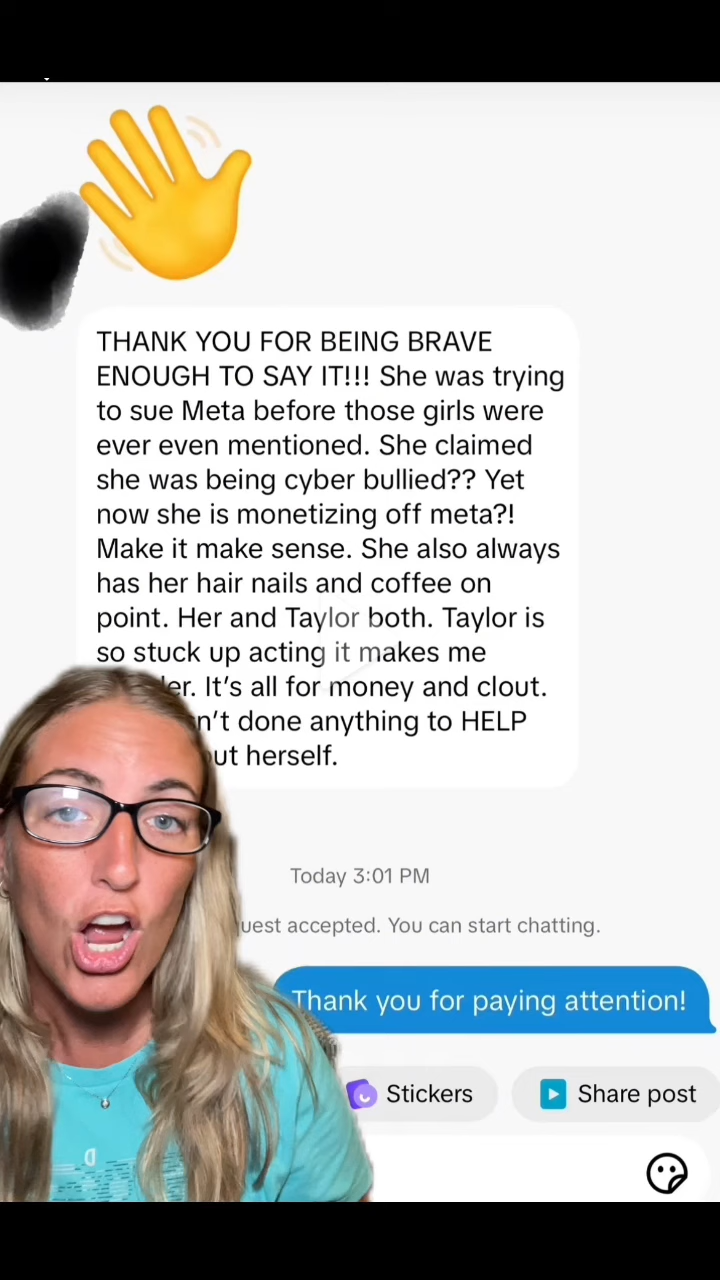 THANK YOU FOR BEING BRAVE
ENOUGH TO SAY IT!!! She was trying
to sue Meta before those girls were
ever even mentioned. She claimed
she was being cyber bullied?? Yet
now she is monetizing off meta?!
Make it make sense. She also always
has her hair nails and coffee on
point. Her and Taylor both. Taylor is
so stuck up acting it makes me
It's all for money and clout.
done anything to HELP
herself.
Today 3:01 PM
accepted. You can start chatting.
Thank you for paying attention!
Stickers
Share post